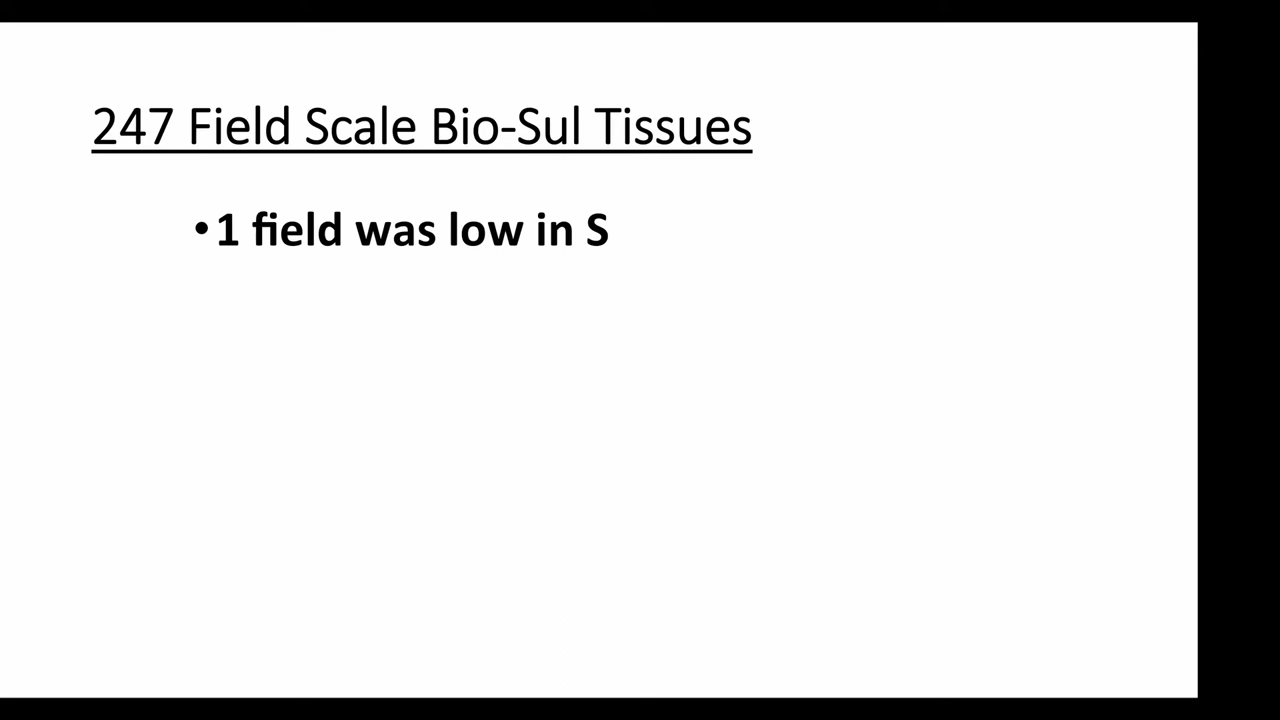 247 Field Scale Bio-Sul Tissues
•1 field was low in S